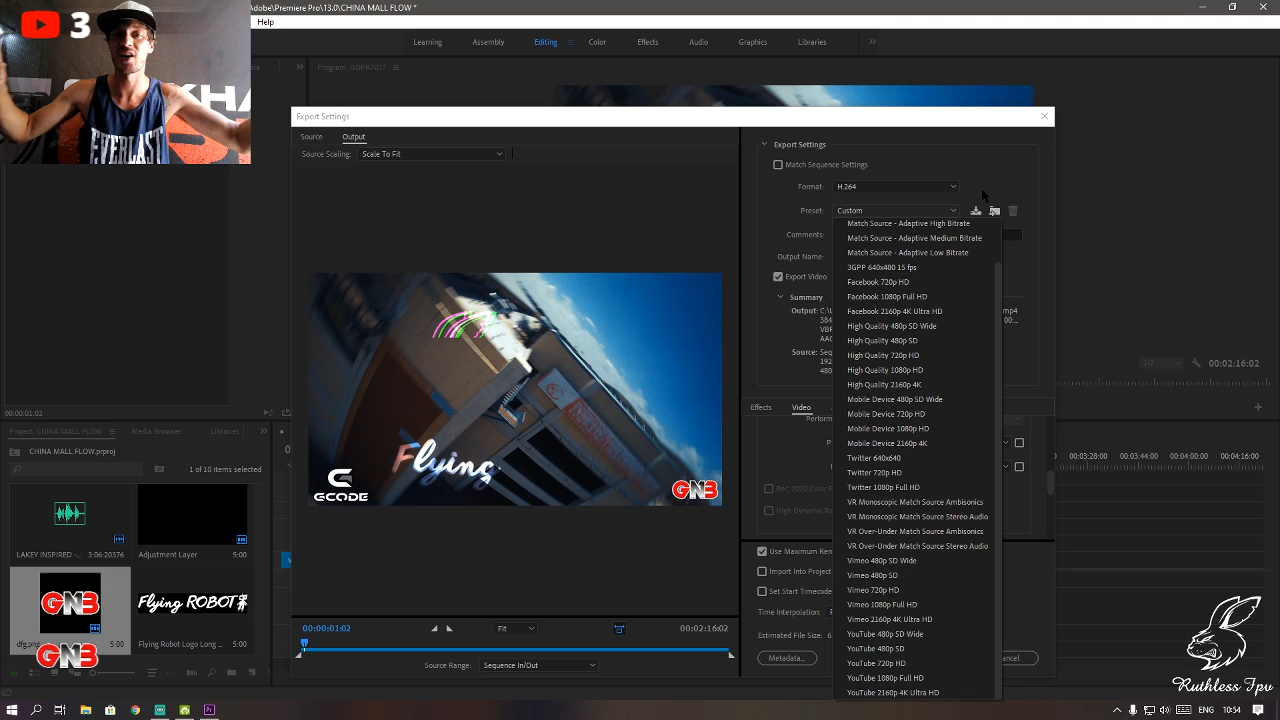 3
Adobe\Premiere Pro\13.0\CHINA MALL FLOW *
Help
Learning
Assembly
Editing
Color
Effects
Audio
Graphics
Libraries
EVERLAST
Program: GOPR7027
Export Settings
Source
Output
Source Scaling:
Scale To Fit
Export Settings
Match Sequence Settings
Format:
H.264
Preset:
Custom
Comments:
Output Name:
Export Video
Summary
Output:
Source:
Match Source - Adaptive High Bitrate
Match Source - Adaptive Medium Bitrate
Match Source - Adaptive Low Bitrate
3GPP 640x480 15 fps
Facebook 720p HD
Facebook 1080p Full HD
Facebook 2160p 4K Ultra HD
High Quality 480p SD Wide
High Quality 480p SD
High Quality 720p HD
High Quality 1080p HD
High Quality 2160p 4K
Mobile Device 480p SD Wide
Mobile Device 720p HD
Mobile Device 1080p HD
Mobile Device 2160p 4K
Twitter 640x640
Twitter 720p HD
Twitter 1080p Full HD
VR Monoscopic Match Source Ambisonics
VR Monoscopic Match Source Stereo Audio
VR Over-Under Match Source Ambisonics
VR Over-Under Match Source Stereo Audio
Vimeo 480p SD Wide
Vimeo 480p SD
Vimeo 720p HD
Vimeo 1080p Full HD
Vimeo 2160p 4K Ultra HD
YouTube 480p SD Wide
YouTube 480p SD
YouTube 720p HD
YouTube 1080p Full HD
YouTube 2160p 4K Ultra HD
Effects
Video
Use Maximum Ren
Import Into Project
Set Start Timecode
Time Interpolation:
Estimated File Size: 6
Metadata...
ancel
Flying
GCODE
GN3
00:00:01:02
Fit
00:02:16:02
Source Range:
Sequence In/Out
1/2
00:02:16:02
00:03:28:00
00:03:44:00
00:04:00:00
00:04:16:00
00:00:01:02
Project: CHINA MALL FLOW
Media Browser
Libraries
CHINA MALL FLOW.prproj
1 of 10 items selected
LAKEY INSPIRED -...
3:06:20376
Adjustment Layer
5:00
GN3
Flying ROBOT
dfg.png
5:00
Flying Robot Logo Long ...
5:00
GN3
Ruthless Fpv
10:54